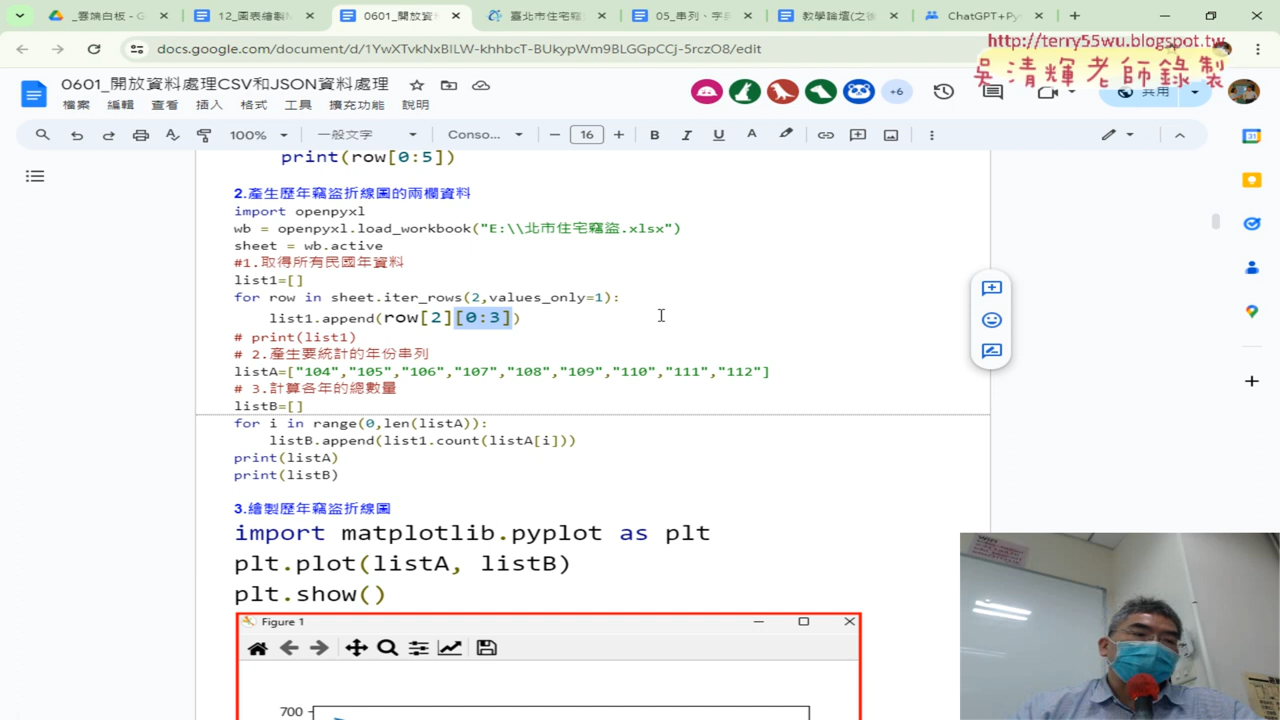 _雲端白板 - G
12_圖表繪製M
0601_開放資料
臺北市住宅竊
05_串列、字典
教學論壇(之後
ChatGPT+Py
docs.google.com/document/d/1YwXTvkNxBILW-khhbcT-BUkypWm9BLGGpCCj-5rczO8/edit
http://terry55wu.blogspot.tw
吳清輝老師錄製
0601_開放資料處理CSV和JSON資料處理
檔案 編輯 查看 插入 格式 工具 擴充功能 說明
+6
共用
100% 一般文字 Conso... 16 B I U A
print(row[0:5])
2.產生歷年竊盜折線圖的兩欄資料
import openpyxl
wb = openpyxl.load_workbook("E:\\北市住宅竊盜.xlsx")
sheet = wb.active
#1.取得所有民國年資料
list1=[]
for row in sheet.iter_rows(2,values_only=1):
list1.append(row[2][0:3])
# print(list1)
# 2.產生要統計的年份串列
listA=["104","105","106","107","108","109","110","111","112"]
# 3.計算各年的總數量
listB=[]
for i in range(0,len(listA)):
listB.append(list1.count(listA[i]))
print(listA)
print(listB)
3.繪製歷年竊盜折線圖
import matplotlib.pyplot as plt
plt.plot(listA, listB)
plt.show()
Figure 1
700